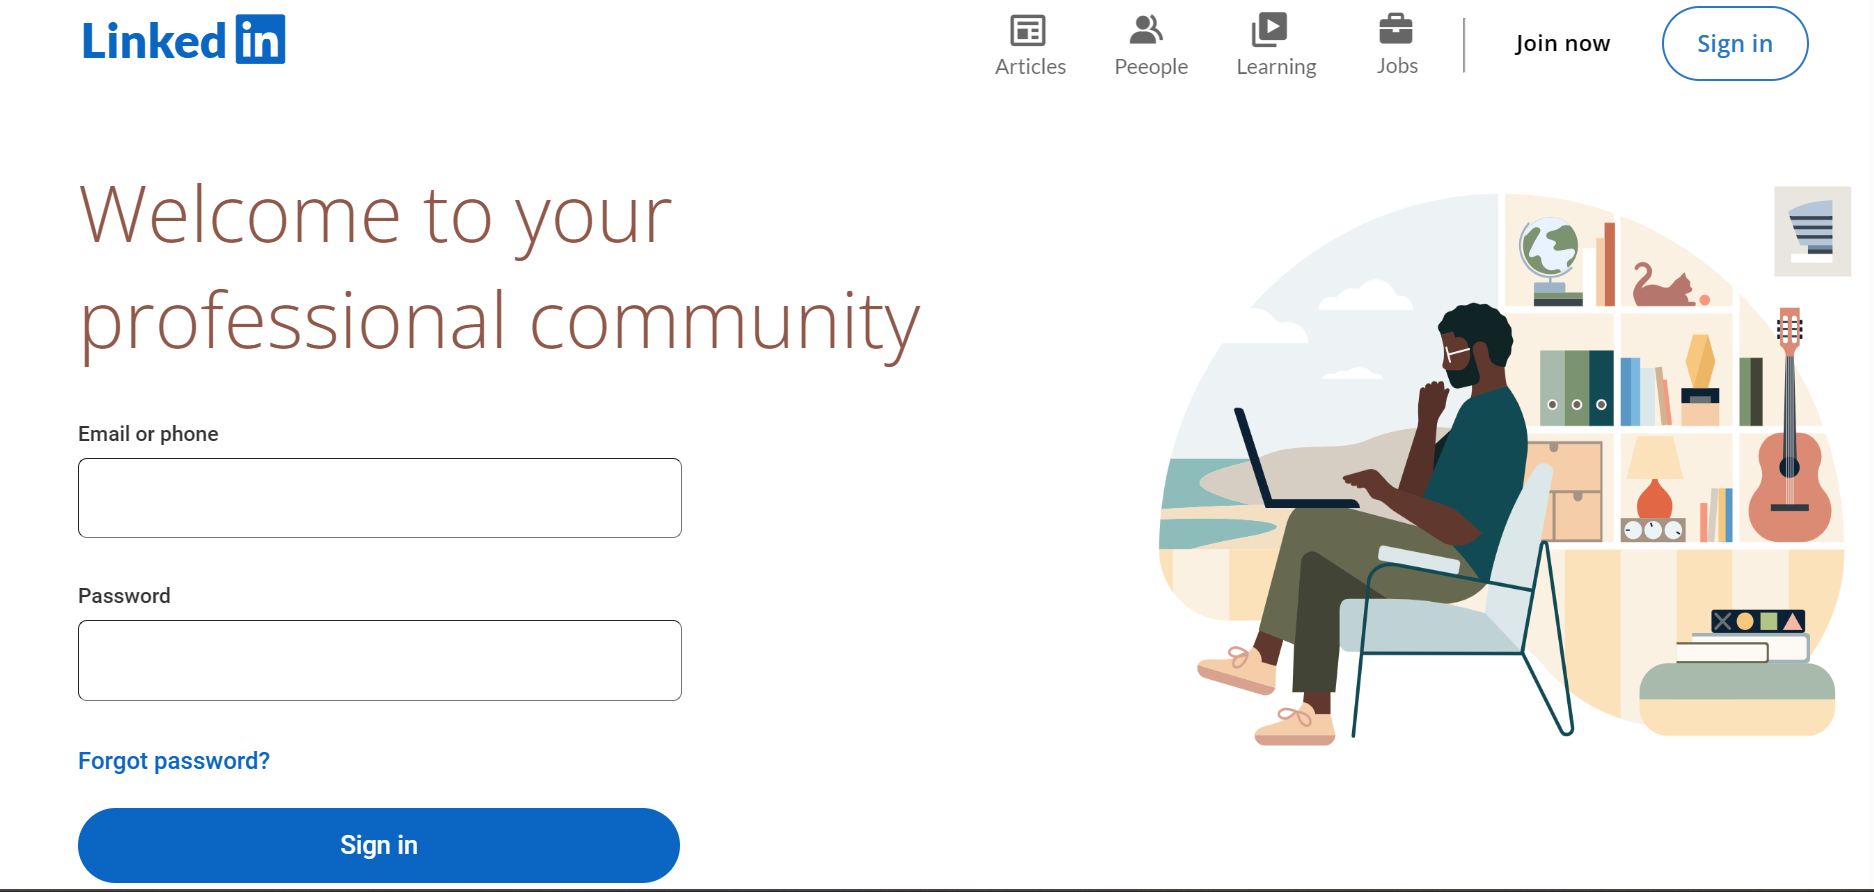 Linked in
Articles
Peeople
Learning
Jobs
Join now
Sign in
Welcome to your
professional community
Email or phone
Password
Forgot password?
Sign in